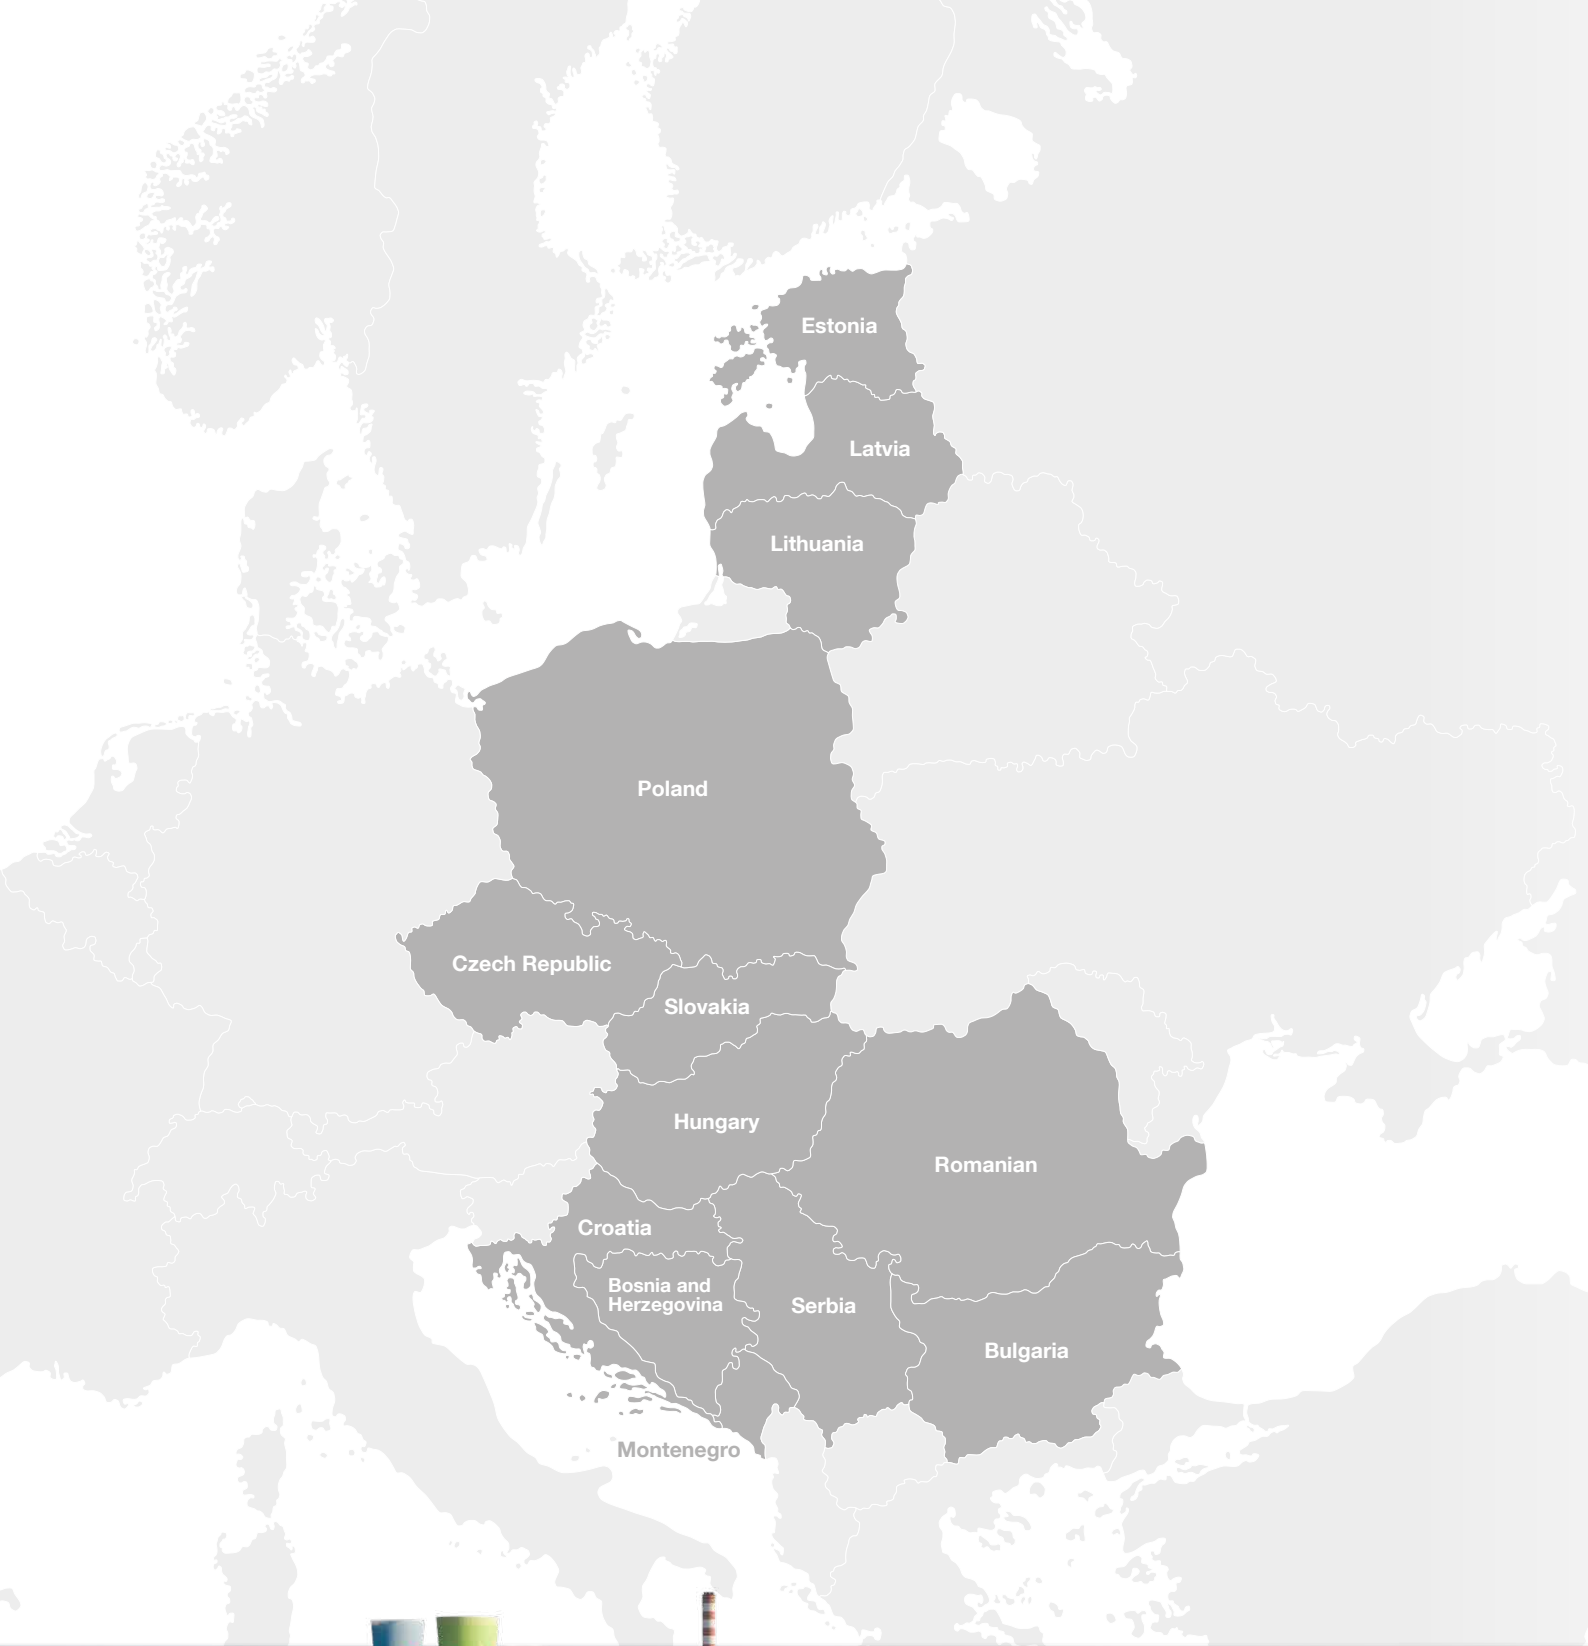 Estonia
Latvia
Lithuania
Poland
Czech Republic
Slovakia
Hungary
Romanian
Croatia
Bosnia and
Herzegovina
Serbia
Bulgaria
Montenegro